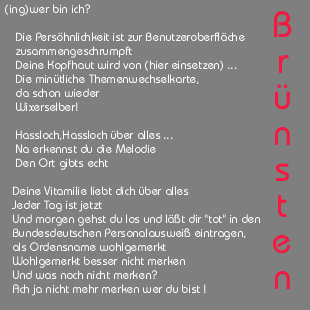 (ing)wer bin ich?
Die Persöhnlichkeit ist zur Benutzeroberfläche
zusammengeschrumpft
Deine Kopfhaut wird von (hier einsetzen) ...
Die minütliche Themenwechselkarte,
da schon wieder
Wixerselber!
Hassloch,Hassloch über alles ...
Na erkennst du die Melodie
Den Ort gibts echt
Deine Vitamilie liebt dich über alles
Jeder Tag ist jetzt
Und morgen gehst du los und läßt dir "tot" in den
Bundesdeutschen Personalausweiß eintragen,
als Ordensname wohlgemerkt
Wohlgemerkt besser nicht merken
Und was noch nicht merken?
Ach ja nicht mehr merken wer du bist !
Brünsten